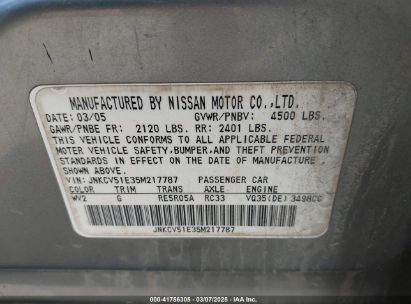 MANUFACTURED BY NISSAN MOTOR CO.,LTD.
DATE: 03/05 GVWR/PNBV: 4500 LBS.
GAWR/PNBE FR: 2120 LBS. RR: 2401 LBS.
THIS VEHICLE CONFORMS TO ALL APPLICABLE FEDERAL
MOTOR VEHICLE SAFETY, BUMPER, AND THEFT PREVENTION
STANDARDS IN EFFECT ON THE DATE OF MANUFACTURE
SHOWN ABOVE.
VIN: JNKCV51E35M217787 PASSENGER CAR
COLOR TRIM TRANS AXLE ENGINE
WV2 G RE5R05A RC33 VQ35(DE) 3498CC
JNKCV51E35M217787
COPART 41756305 — 03/07/2025 — IAA Branded